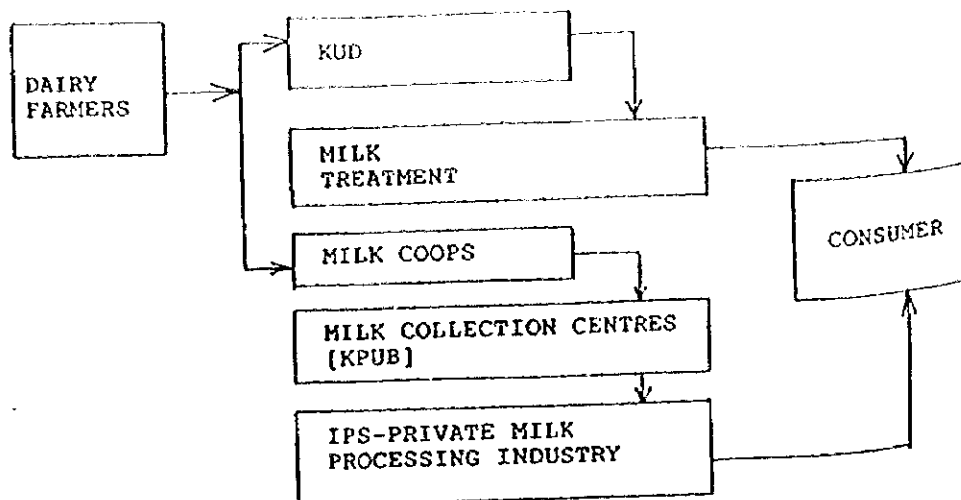 DAIRY
FARMERS
KUD
MILK
TREATMENT
MILK COOPS
MILK COLLECTION CENTRES
[KPUB]
IPS-PRIVATE MILK
PROCESSING INDUSTRY
CONSUMER